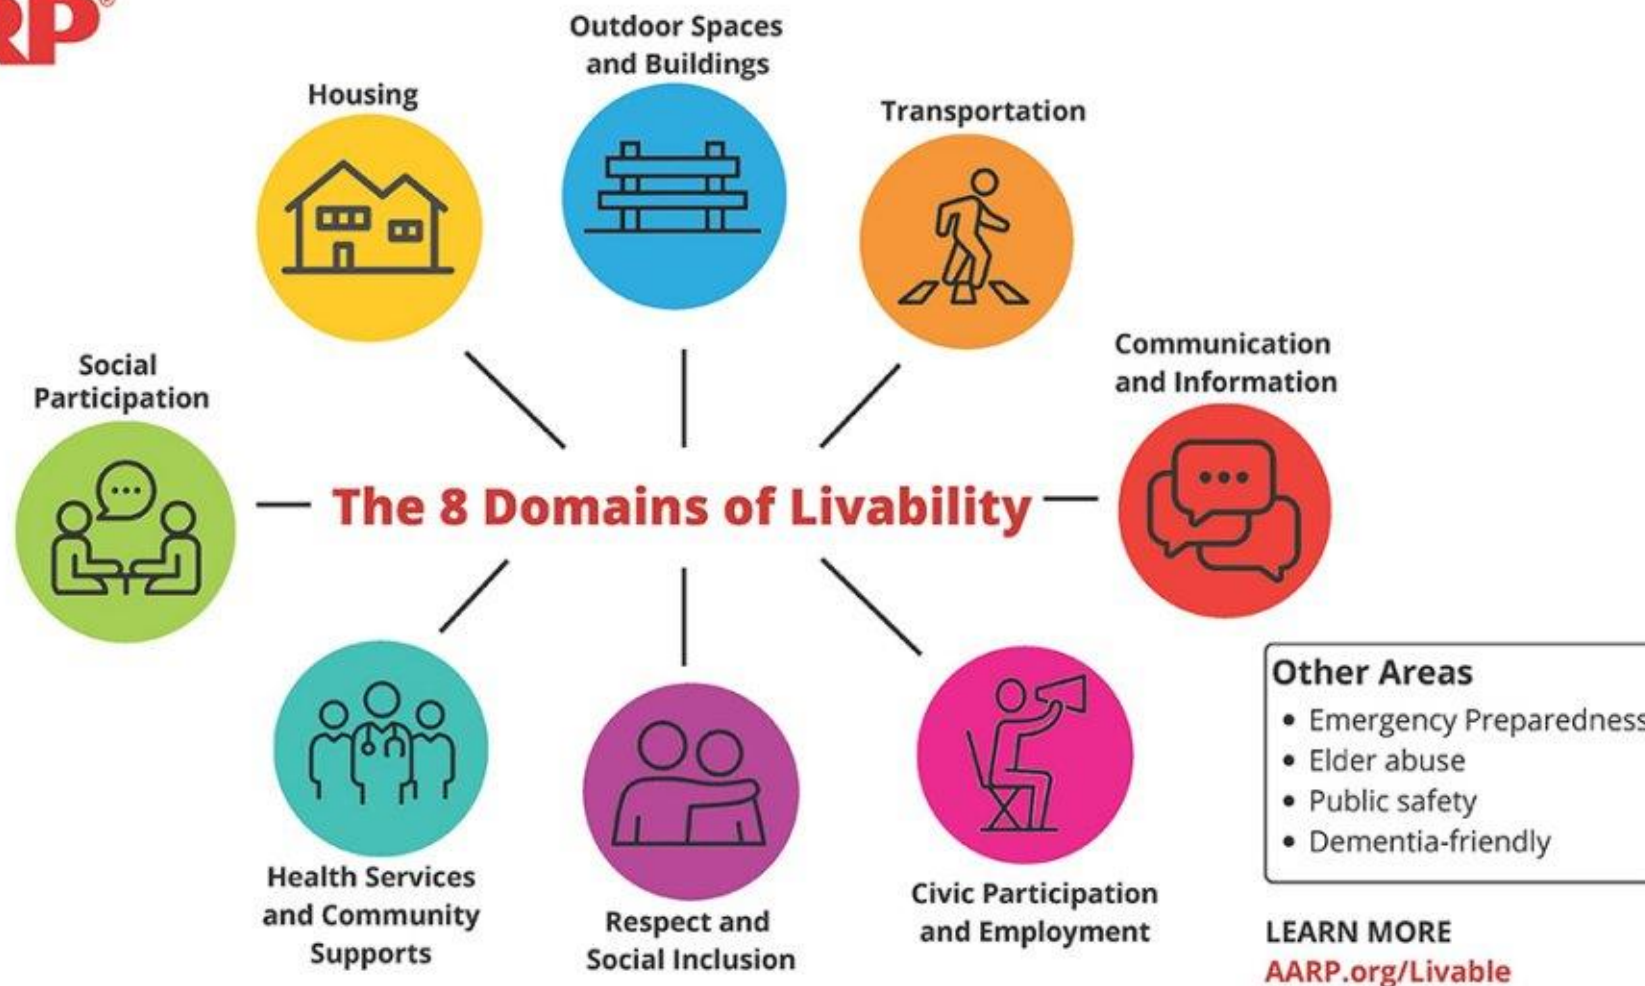 RP®
Outdoor Spaces
and Buildings
Housing
Transportation
Communication
and Information
Social
Participation
The 8 Domains of Livability
Other Areas
• Emergency Preparedness
• Elder abuse
• Public safety
• Dementia-friendly
Health Services
and Community
Supports
Respect and
Social Inclusion
Civic Participation
and Employment
LEARN MORE
AARP.org/Livable